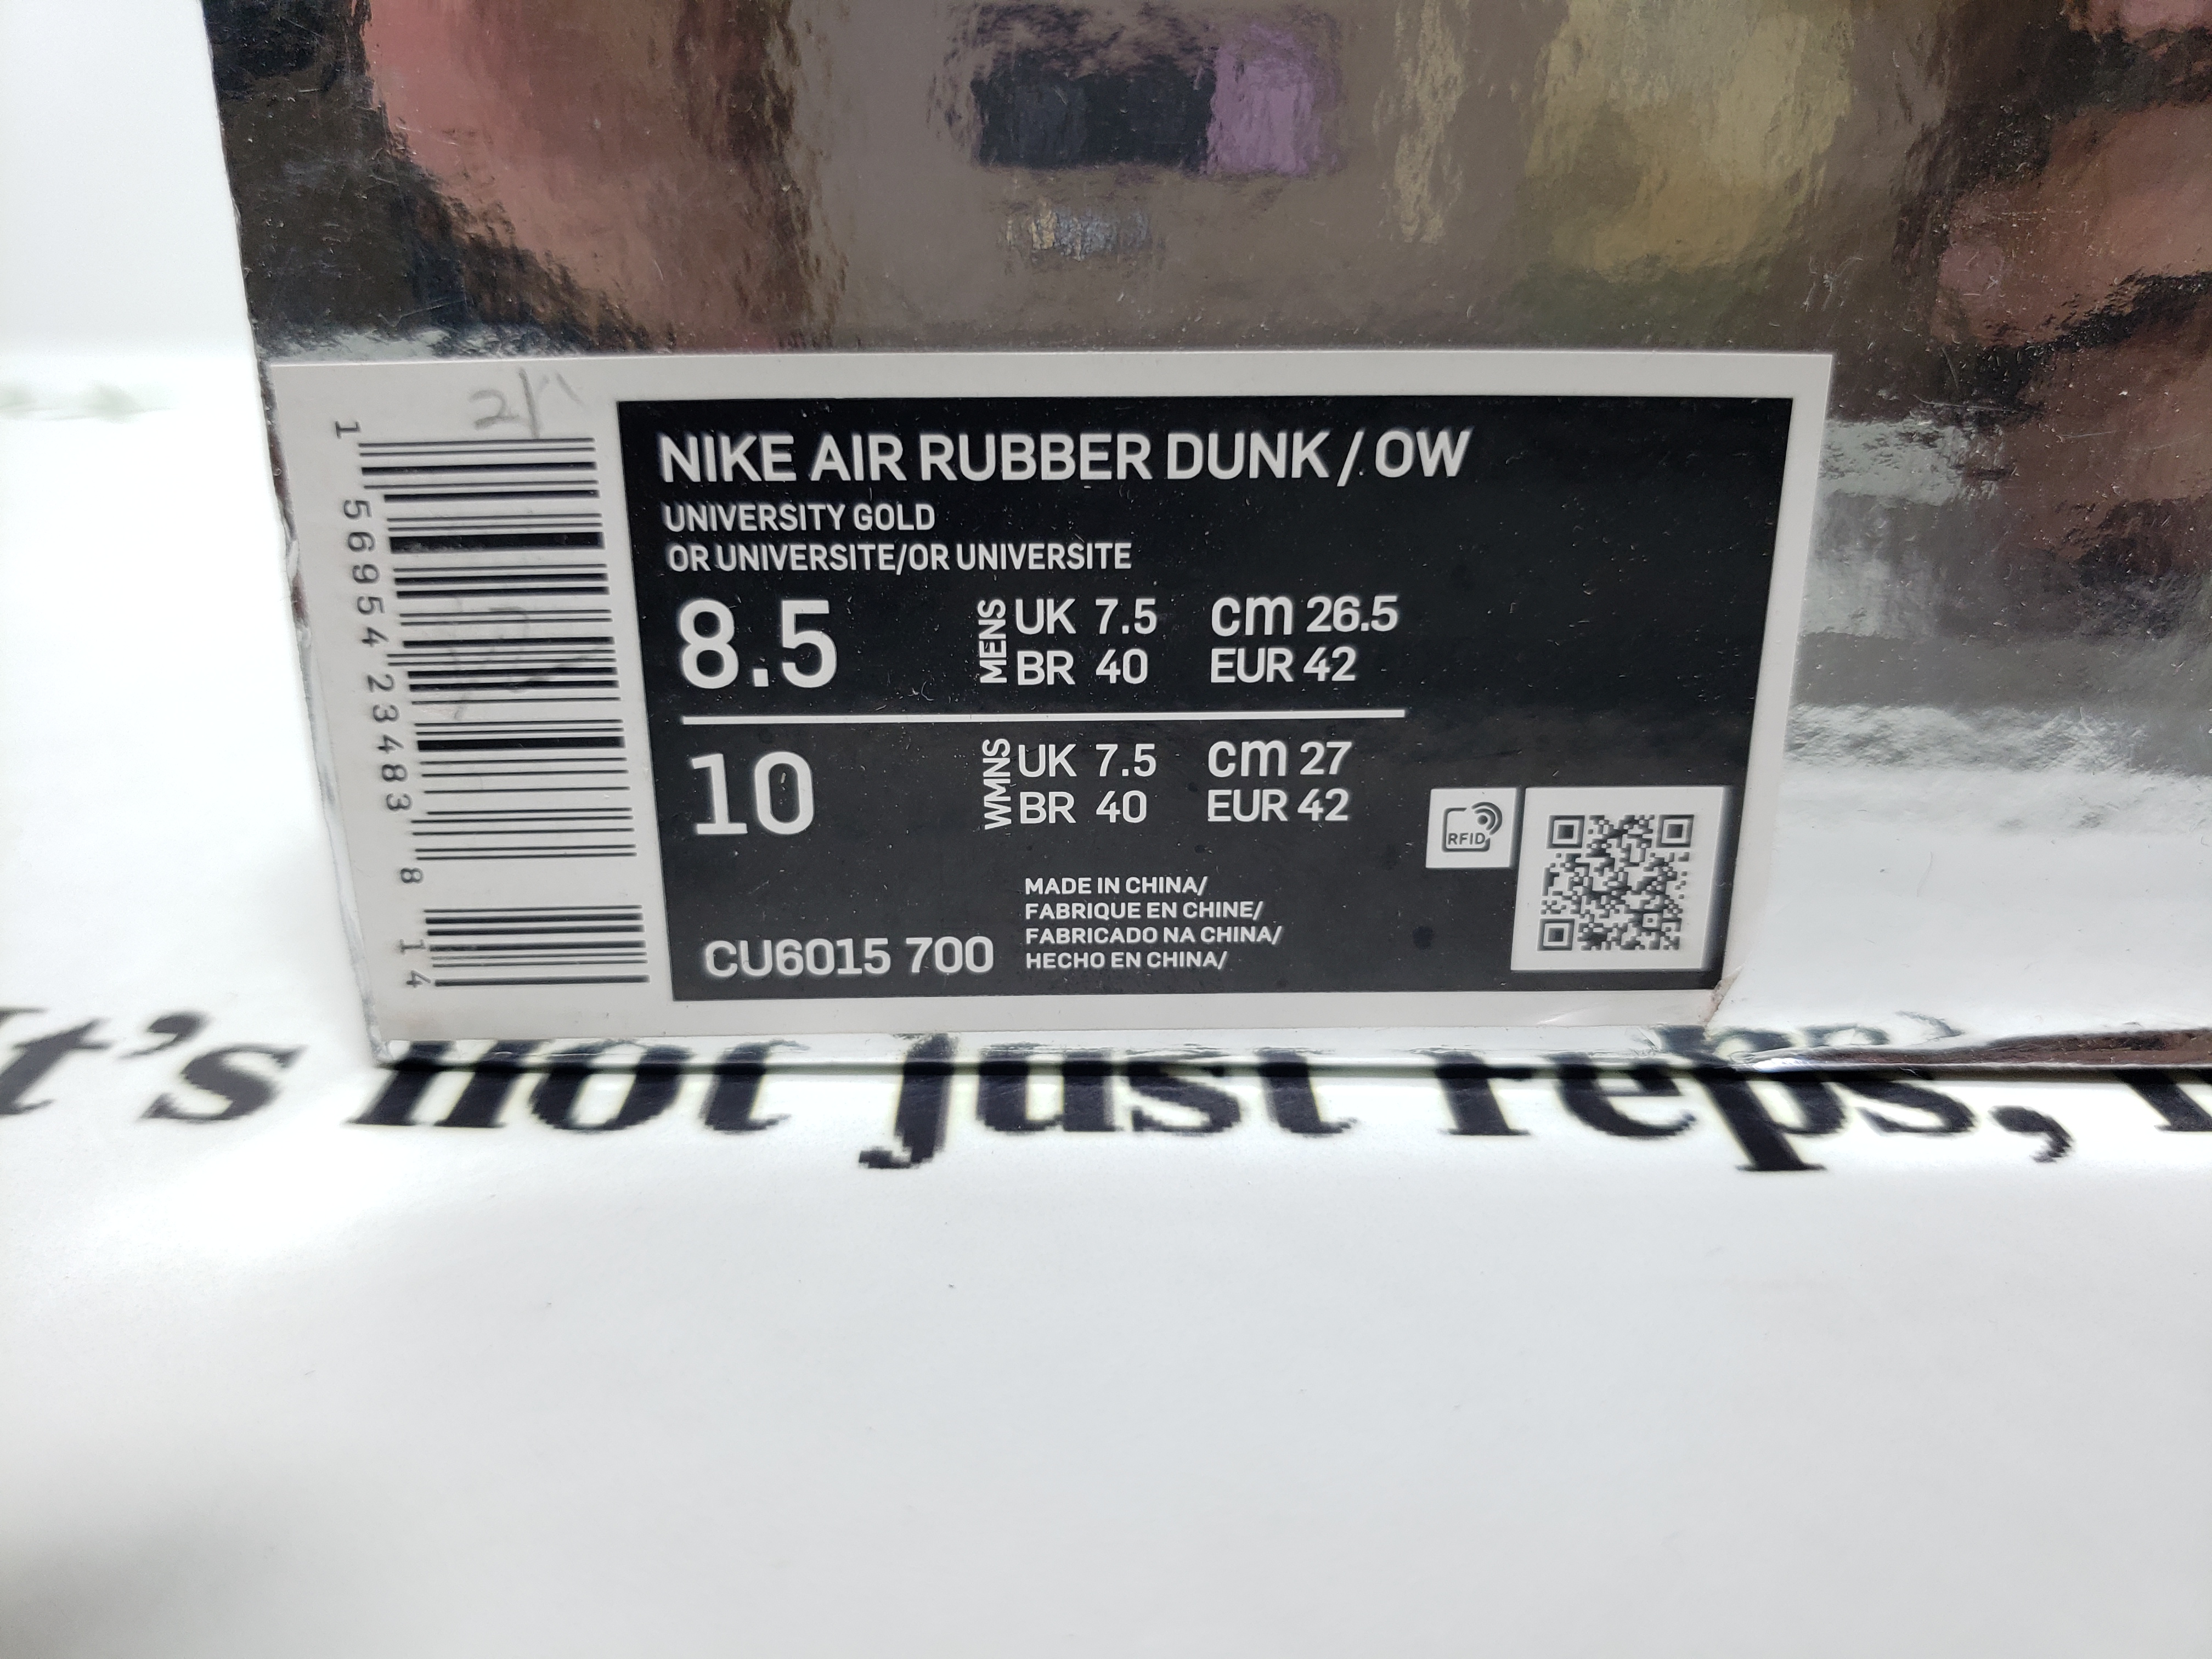 NIKE AIR RUBBER DUNK / OW
UNIVERSITY GOLD
OR UNIVERSITE/OR UNIVERSITE
8.5 MENS UK 7.5 cm 26.5
BR 40 EUR 42
10 WMNS UK 7.5 cm 27
BR 40 EUR 42
RFID
MADE IN CHINA/
FABRIQUE EN CHINE/
FABRICADO NA CHINA/
HECHO EN CHINA/
CU6015 700
1 56954 23483 8 14
It's not just reps,